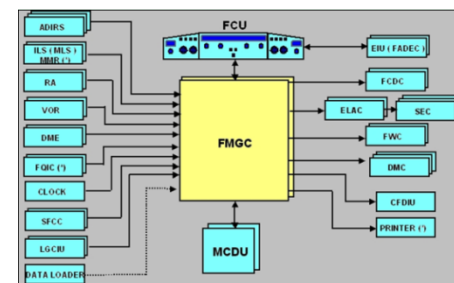 FCU
ADIRS
ILS ( MLS )
MMR (*)
RA
VOR
DME
FQIC (*)
CLOCK
SFCC
LGCIU
DATA LOADER
FMGC
MCDU
EIU ( FADEC )
FCDC
ELAC
SEC
FWC
DMC
CFDIU
PRINTER (*)